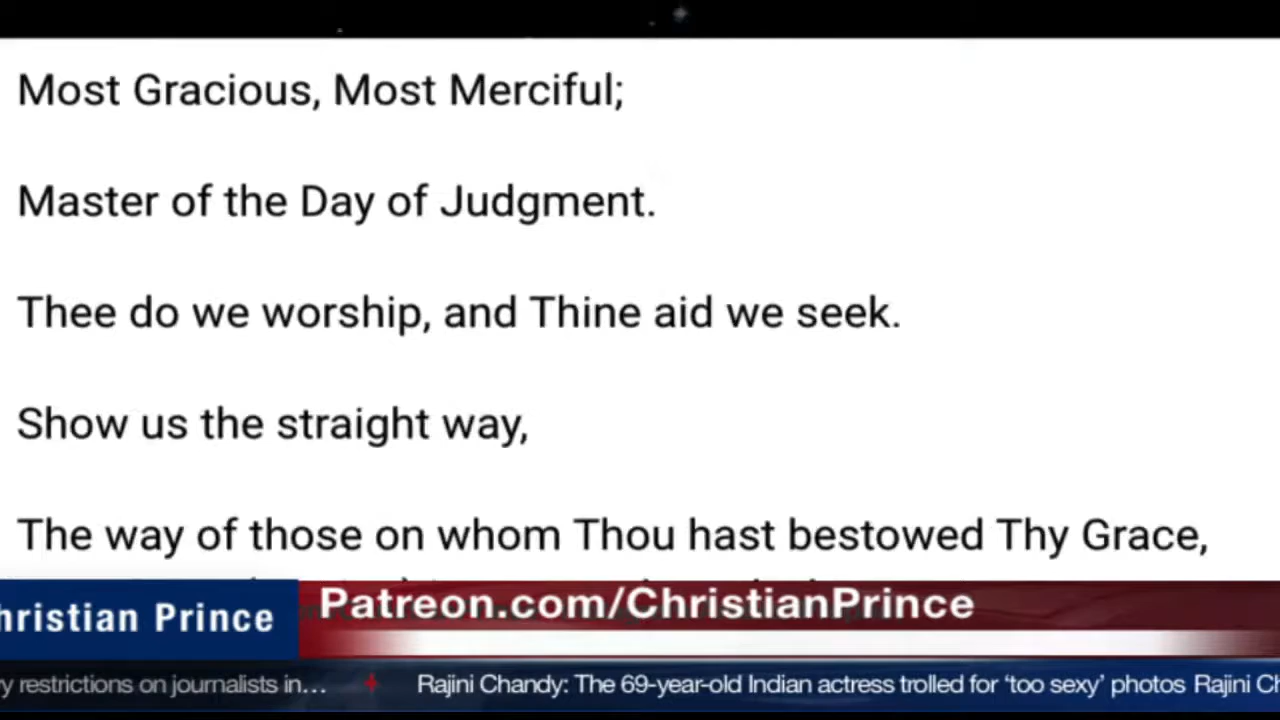 Most Gracious, Most Merciful;
Master of the Day of Judgment.
Thee do we worship, and Thine aid we seek.
Show us the straight way,
The way of those on whom Thou hast bestowed Thy Grace,
hristian Prince
Patreon.com/ChristianPrince
y restrictions on journalists in... + Rajini Chandy: The 69-year-old Indian actress trolled for ‘too sexy’ photos Rajini Ch